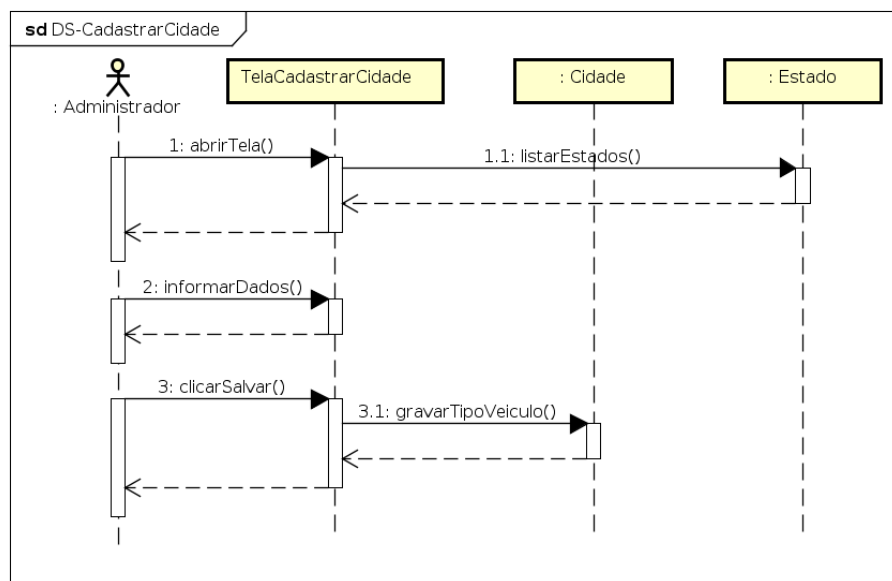 sd DS-CadastrarCidade
TelaCadastrarCidade
: Cidade
: Estado
: Administrador
1: abrirTela()
1.1: listarEstados()
2: informarDados()
3: clicarSalvar()
3.1: gravarTipoVeiculo()